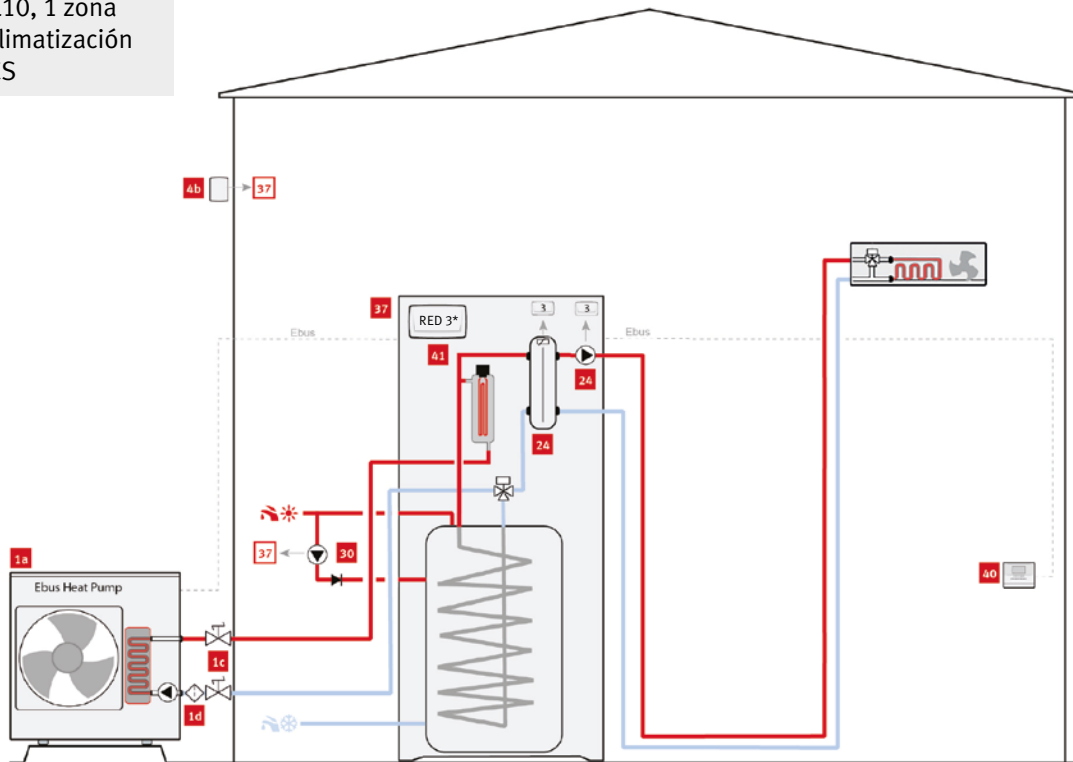 10, 1 zona
limatización
S
4b
37
37
RED 3*
3
3
Ebus
Ebus
41
24
24
37
30
1a
Ebus Heat Pump
40
1c
1d